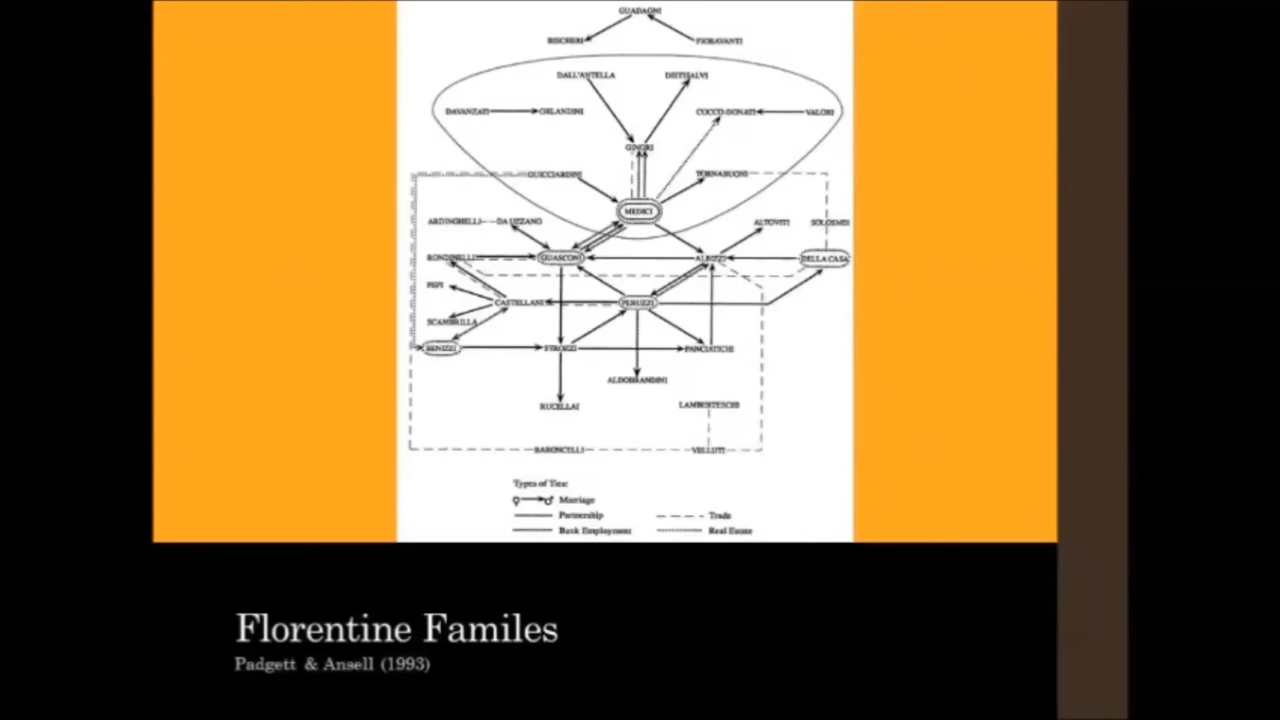 GUADAGNI
BISCHERI FIORAVANTI
DALL'ANTELLA DIETISALVI
DAVANZATI ORLANDINI COCCO-DONATI VALORI
GINORI
GUICCIARDINI TORNABUONI
MEDICI
ARDINGHELLI DA UZZANO ALTOVITI SOLOSMEI
RONDINELLI GUASCONI ALBIZZI DELLA CASA
PEPI
CASTELLANI PERUZZI
SCAMBRILLA
BENIZZI STROZZI PANCIATICHI
ALDOBRANDINI
RUCELLAI LAMBERTESCHI
BARONCELLI VELLUTI
Types of Ties:
♀ ♂ Marriage
Partnership Trade
Bank Employment Real Estate
Florentine Familes
Padgett & Ansell (1993)